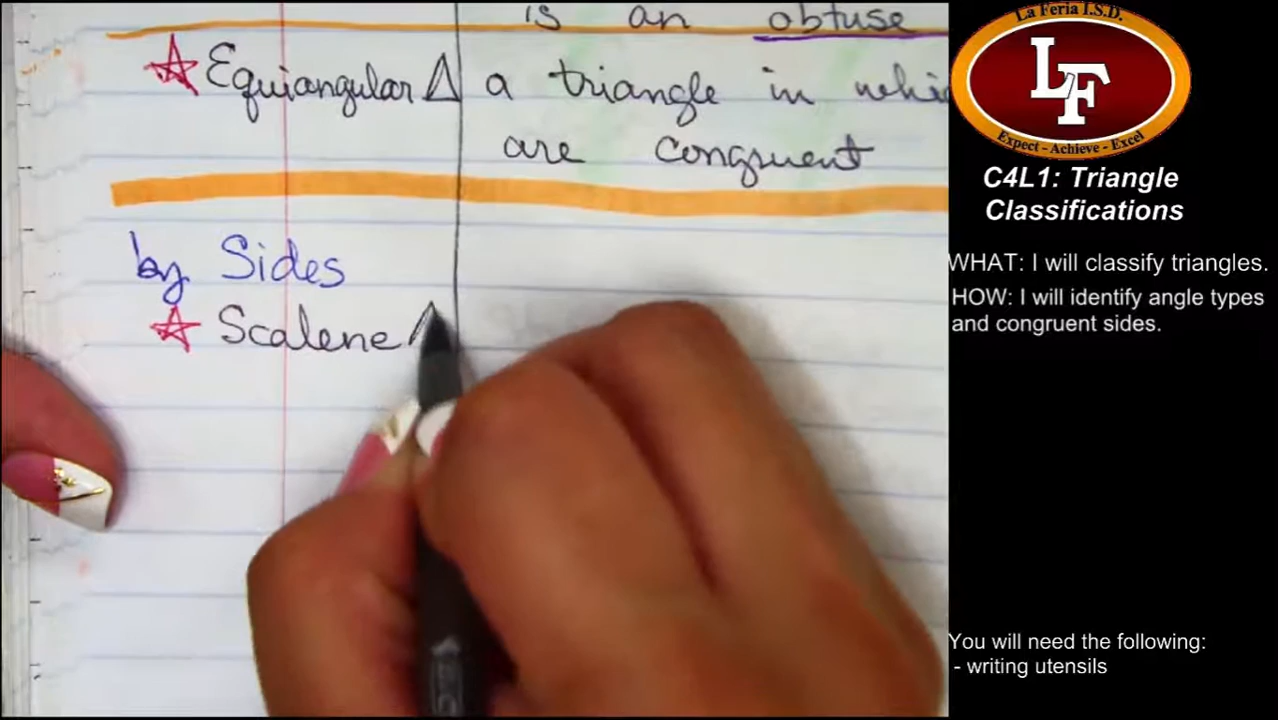 is an obtuse
Equiangular △ a triangle in whi
are congruent
by Sides
Scalene
La Feria I.S.D.
LF
Expect - Achieve - Excel
C4L1: Triangle
Classifications
WHAT: I will classify triangles.
HOW: I will identify angle types
and congruent sides.
You will need the following:
- writing utensils